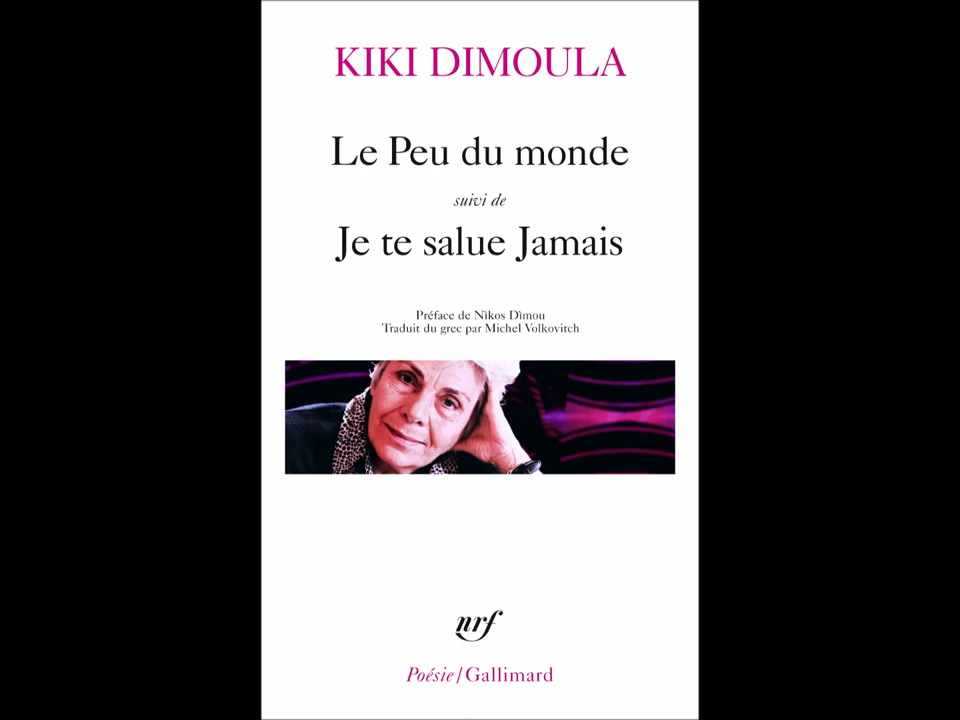 KIKI DIMOULA
Le Peu du monde
suivi de
Je te salue Jamais
Préface de Nìkos Dìmou
Traduit du grec par Michel Volkovitch
nrf
Poésie / Gallimard